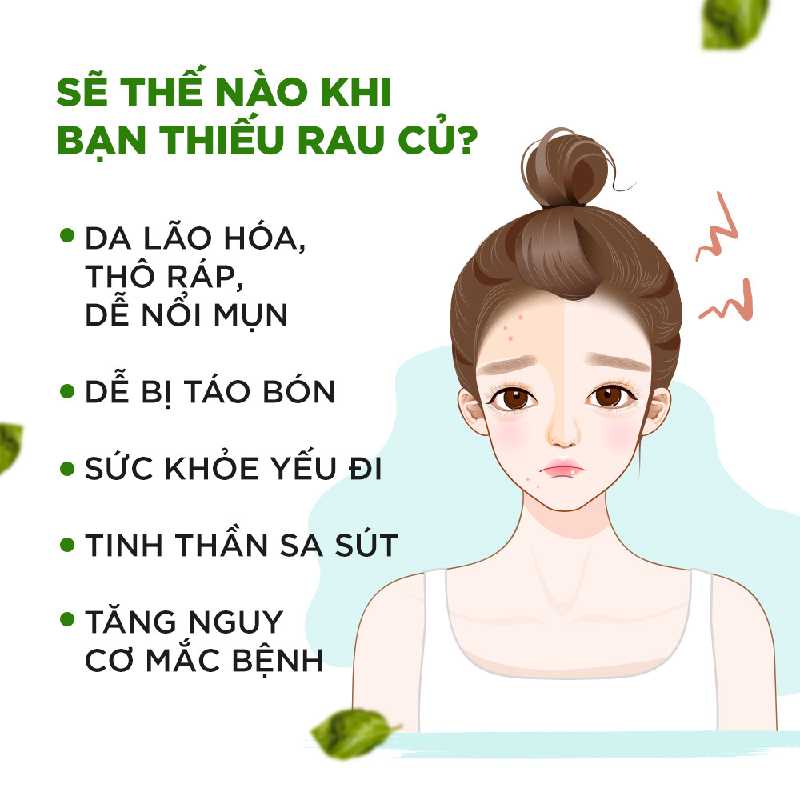 SẼ THẾ NÀO KHI
BẠN THIẾU RAU CỦ?
• DA LÃO HÓA,
THÔ RÁP,
DỄ NỔI MỤN
• DỄ BỊ TÁO BÓN
• SỨC KHỎE YẾU ĐI
• TINH THẦN SA SÚT
• TĂNG NGUY
CƠ MẮC BỆNH